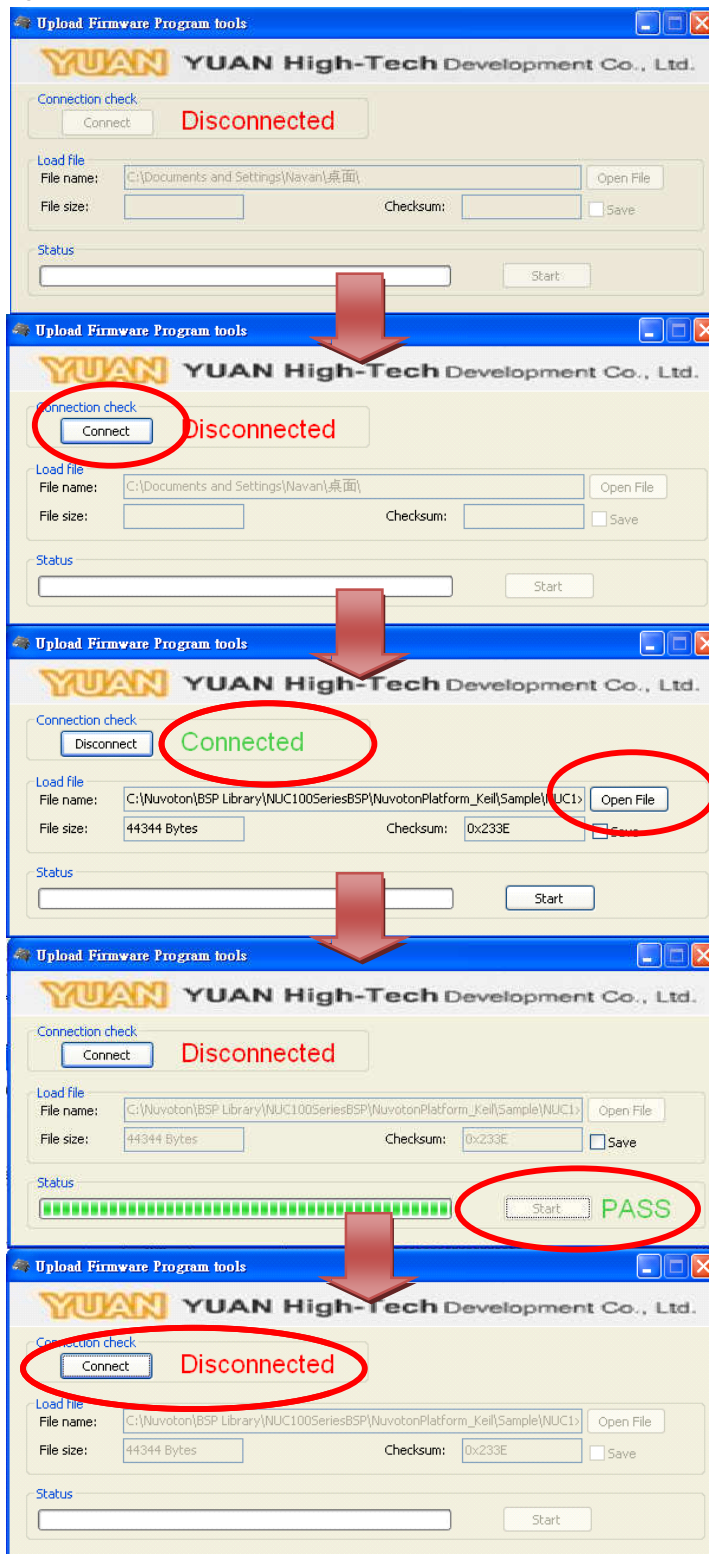 Upload Firmware Program tools
YUAN YUAN High-Tech Development Co., Ltd.
Connection check
Connect Disconnected
Load file
File name: C:\Documents and Settings\Navan\桌面\ Open File
File size: Checksum: Save
Status
Start
Upload Firmware Program tools
YUAN YUAN High-Tech Development Co., Ltd.
Connection check
Connect Disconnected
Load file
File name: C:\Documents and Settings\Navan\桌面\ Open File
File size: Checksum: Save
Status
Start
Upload Firmware Program tools
YUAN YUAN High-Tech Development Co., Ltd.
Connection check
Disconnect Connected
Load file
File name: C:\Nuvoton\BSP Library\NUC100SeriesBSP\NuvotonPlatform_Keil\Sample\NUC1 Open File
File size: 44344 Bytes Checksum: 0x233E Save
Status
Start
Upload Firmware Program tools
YUAN YUAN High-Tech Development Co., Ltd.
Connection check
Connect Disconnected
Load file
File name: C:\Nuvoton\BSP Library\NUC100SeriesBSP\NuvotonPlatform_Keil\Sample\NUC1 Open File
File size: 44344 Bytes Checksum: 0x233E Save
Status
Start PASS
Upload Firmware Program tools
YUAN YUAN High-Tech Development Co., Ltd.
Connection check
Connect Disconnected
Load file
File name: C:\Nuvoton\BSP Library\NUC100SeriesBSP\NuvotonPlatform_Keil\Sample\NUC1 Open File
File size: 44344 Bytes Checksum: 0x233E Save
Status
Start